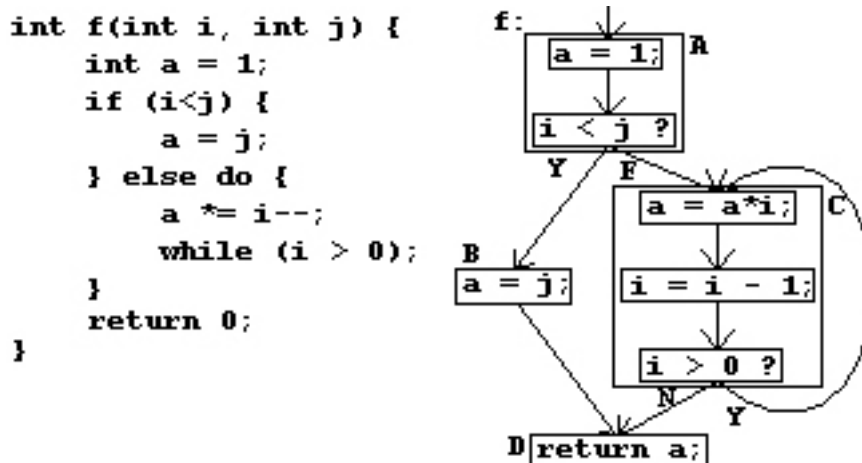 int f(int i, int j) {
int a = 1;
if (i<j) {
a = j;
} else do {
a *= i--;
while (i > 0);
}
return 0;
}
f:
A
a = 1;
i < j ?
Y
F
a = a*i;
C
B
a = j;
i = i - 1;
i > 0 ?
N
Y
D
return a;